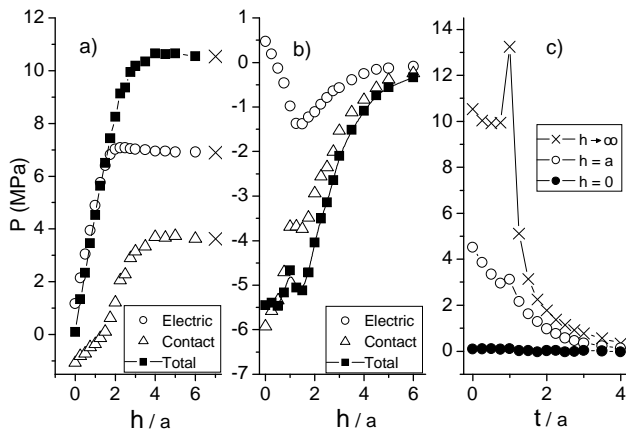 a)
b)
c)
P (MPa)
12
10
8
6
4
2
0
0 2 4 6
h / a
Electric
Contact
Total
1
0
-1
-2
-3
-4
-5
-6
-7
0 2 4 6
h / a
Electric
Contact
Total
14
12
10
8
6
4
2
0
0 2 4
t / a
h→∞
h = a
h = 0